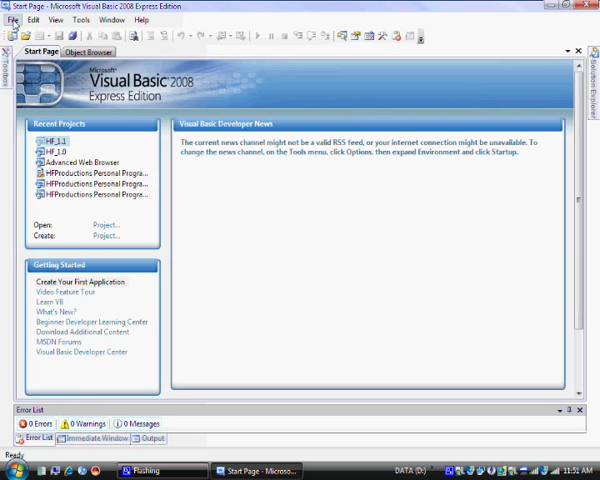 Start Page - Microsoft Visual Basic 2008 Express Edition
File Edit View Tools Window Help
Start Page Object Browser
Toolbox
Solution Explorer
Microsoft
Visual Basic 2008
Express Edition
Recent Projects
HF_1.1
HF_1.0
Advanced Web Browser
HFProductions Personal Progra...
HFProductions Personal Progra...
HFProductions Personal Progra...
Open: Project...
Create: Project...
Getting Started
Create Your First Application
Video Feature Tour
Learn VB
What's New?
Beginner Developer Learning Center
Download Additional Content
MSDN Forums
Visual Basic Developer Center
Visual Basic Developer News
The current news channel might not be a valid RSS feed, or your internet connection might be unavailable. To
change the news channel, on the Tools menu, click Options, then expand Environment and click Startup.
Error List
0 Errors 0 Warnings 0 Messages
Error List Immediate Window Output
Ready
Flashing Start Page - Microso... DATA (D:) 11:51 AM